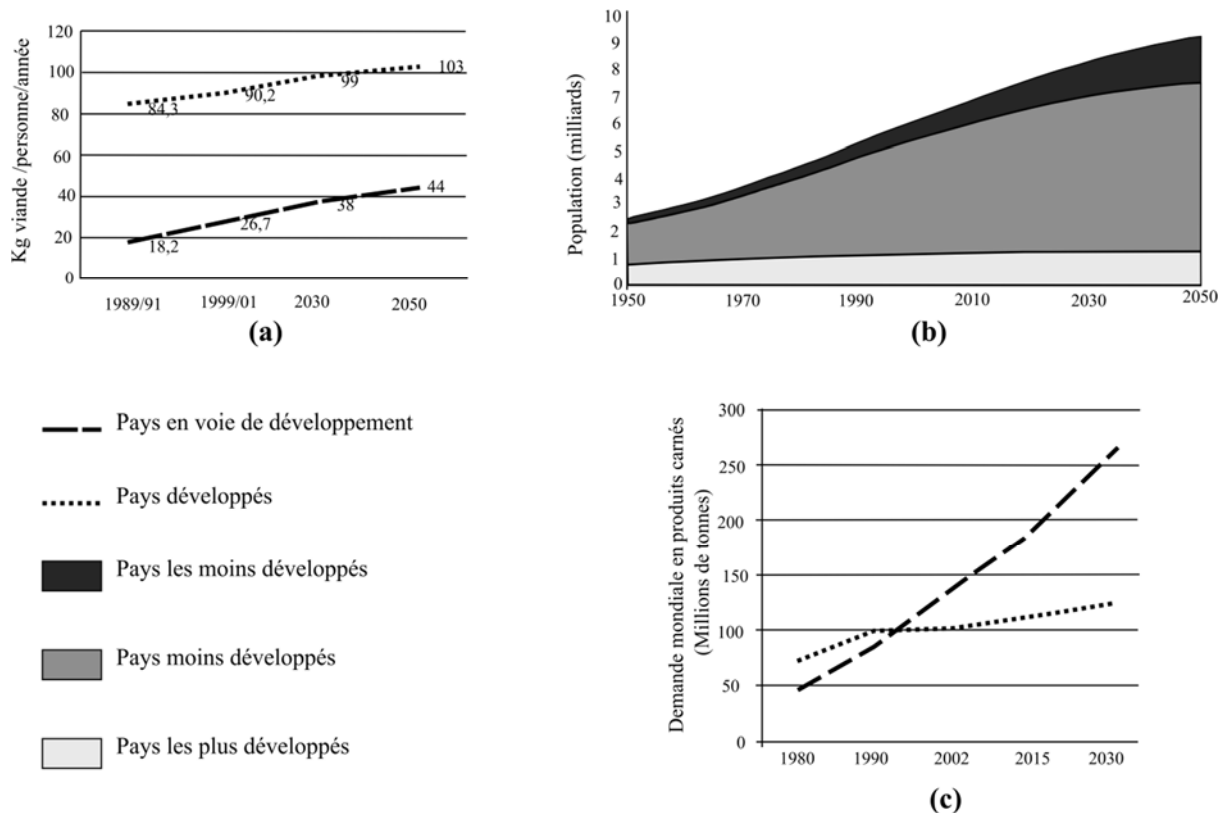 Kg viande /personne/année
120
100
80
60
40
20
0
84,3
90,2
99
103
18,2
26,7
38
44
1989/91 1999/01 2030 2050
(a)
Population (milliards)
10
9
8
7
6
5
4
3
2
1
0
1950 1970 1990 2010 2030 2050
(b)
Pays en voie de développement
Pays développés
Pays les moins développés
Pays moins développés
Pays les plus développés
Demande mondiale en produits carnés
(Millions de tonnes)
300
250
200
150
100
50
0
1980 1990 2002 2015 2030
(c)